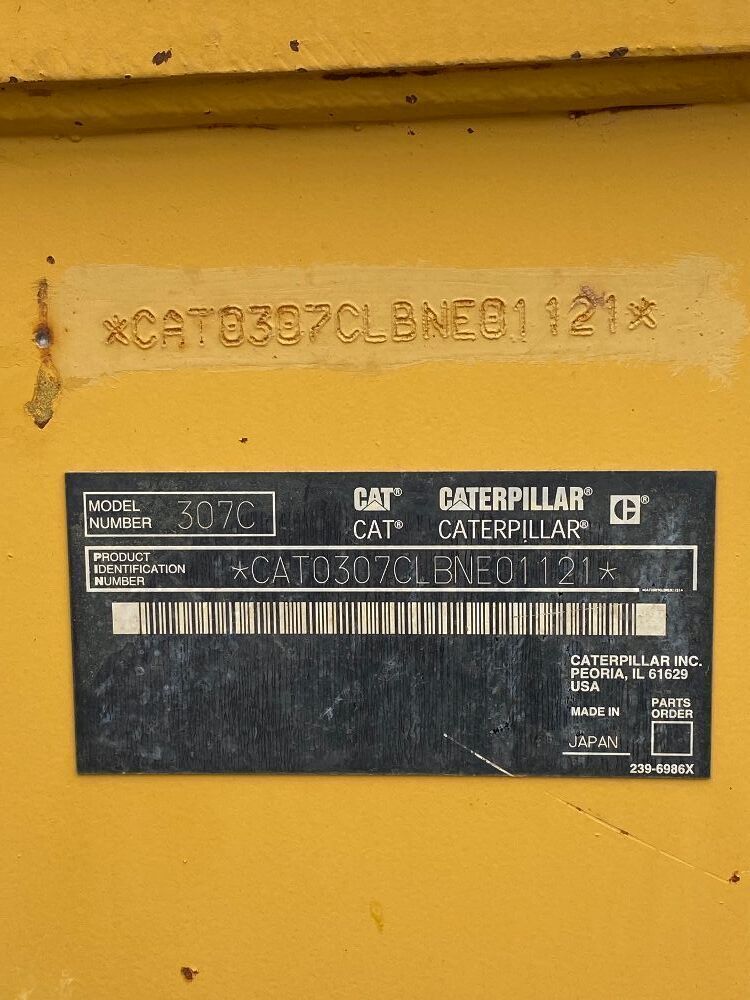 *CAT0307CLBNE01121*
MODEL
NUMBER 307C
CAT® CATERPILLAR® C®
CAT® CATERPILLAR®
PRODUCT
IDENTIFICATION
NUMBER
*CAT0307CLBNE01121*
CATERPILLAR INC.
PEORIA, IL 61629
USA
MADE IN
JAPAN
PARTS
ORDER
239-6986X